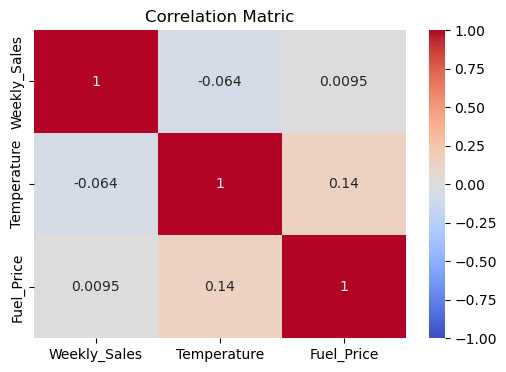 Correlation Matric
Weekly_Sales
Temperature
Fuel_Price
1
-0.064
0.0095
-0.064
1
0.14
0.0095
0.14
1
Weekly_Sales
Temperature
Fuel_Price
1.00
0.75
0.50
0.25
0.00
−0.25
−0.50
−0.75
−1.00